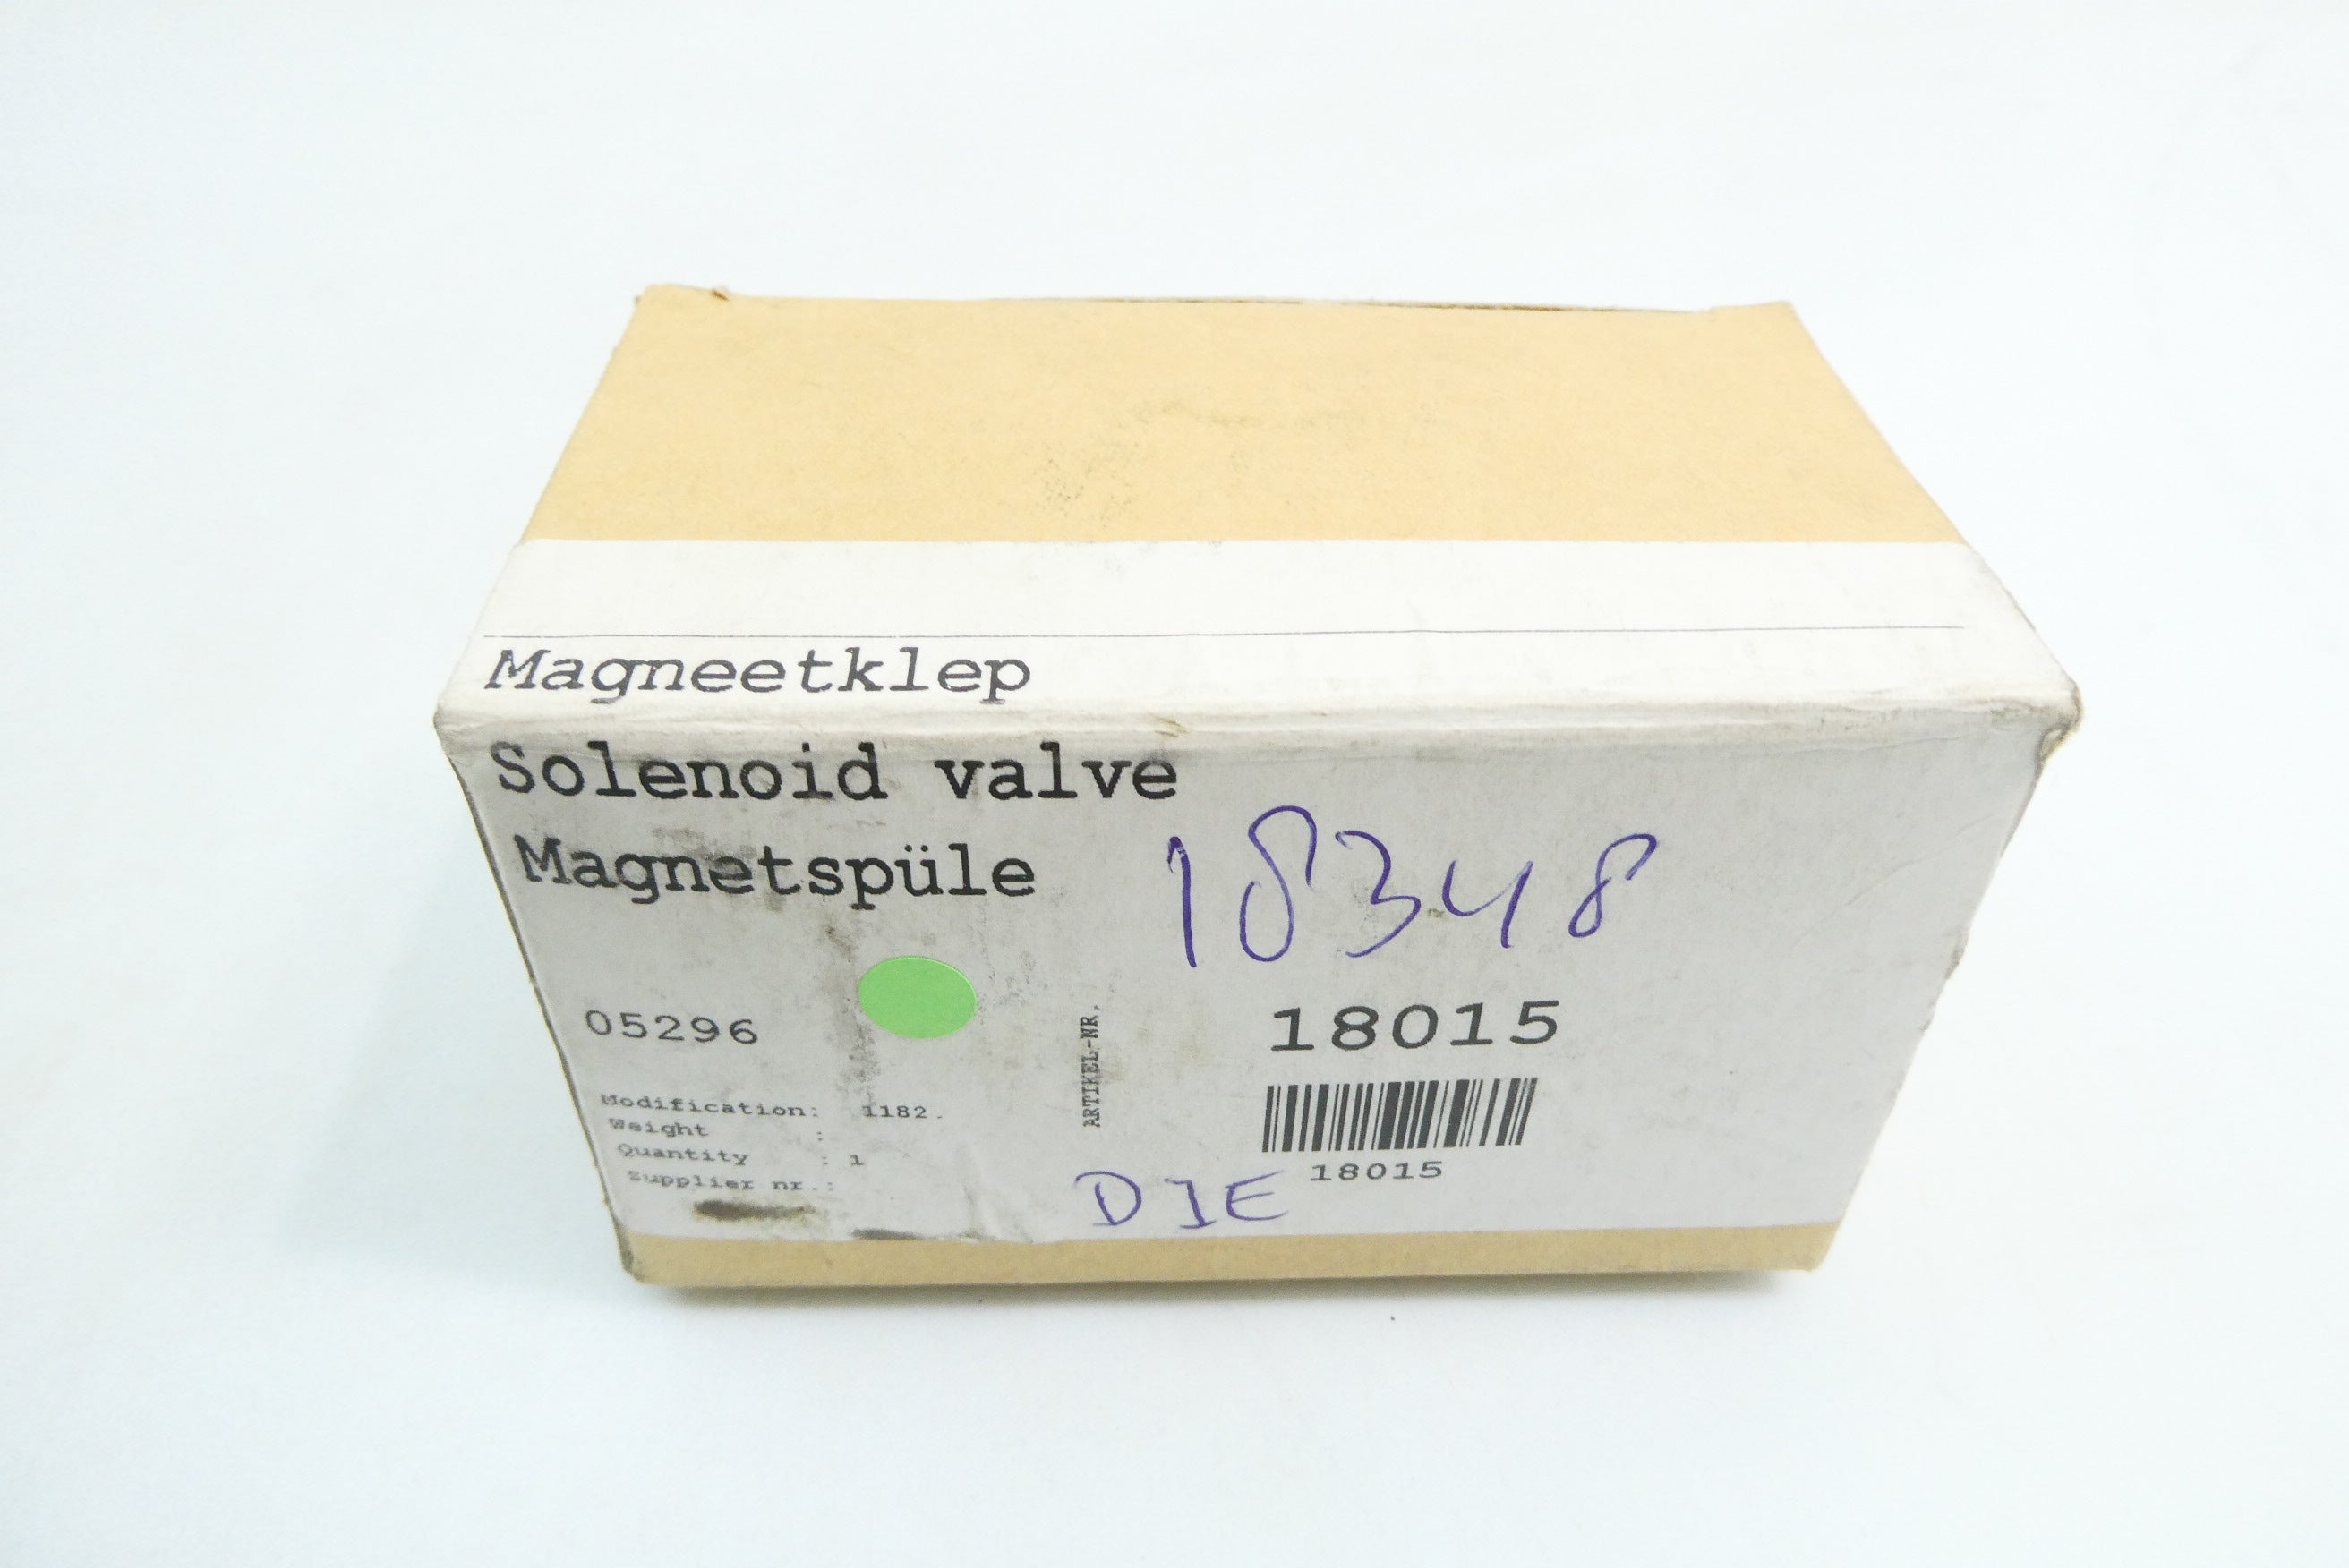 Magneetklep
Solenoid valve
Magnetspüle
18348
05296
ARTIKEL-NR.
18015
Modification: 1182.
Weight :
Quantity : 1
Supplier nr.:
18015
DIE